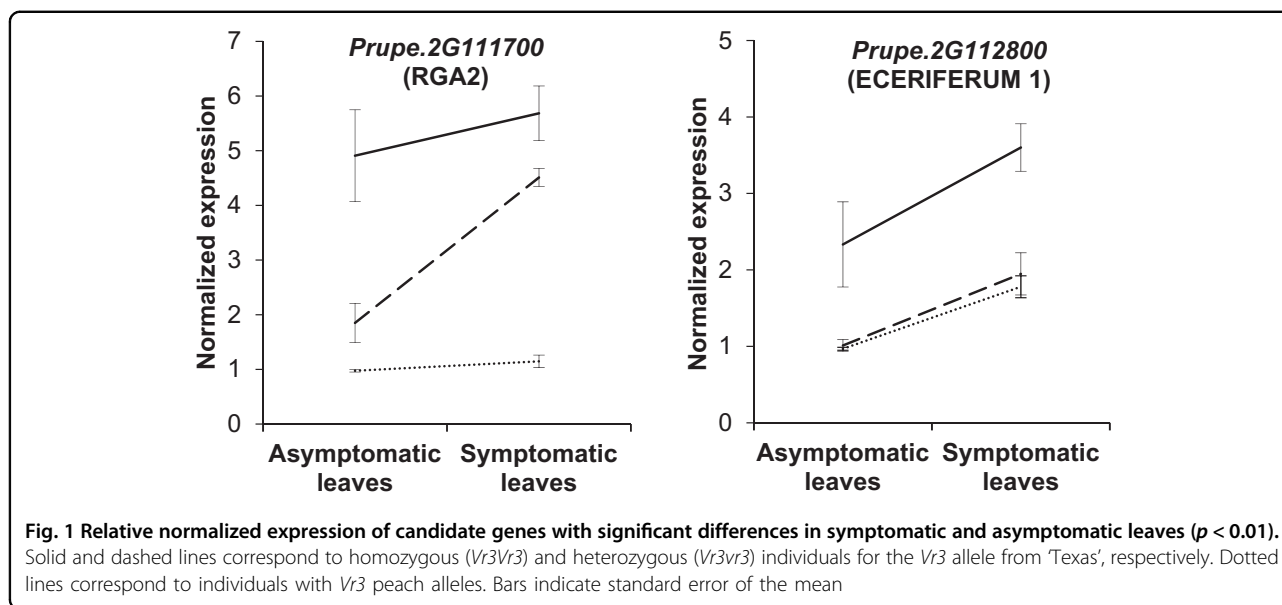 Prupe.2G111700
(RGA2)
Normalized expression
7
6
5
4
3
2
1
0
Asymptomatic leaves
Symptomatic leaves
Prupe.2G112800
(ECERIFERUM 1)
Normalized expression
5
4
3
2
1
0
Asymptomatic leaves
Symptomatic leaves
Fig. 1 Relative normalized expression of candidate genes with significant differences in symptomatic and asymptomatic leaves (p < 0.01).
Solid and dashed lines correspond to homozygous (Vr3Vr3) and heterozygous (Vr3vr3) individuals for the Vr3 allele from ‘Texas’, respectively. Dotted
lines correspond to individuals with Vr3 peach alleles. Bars indicate standard error of the mean